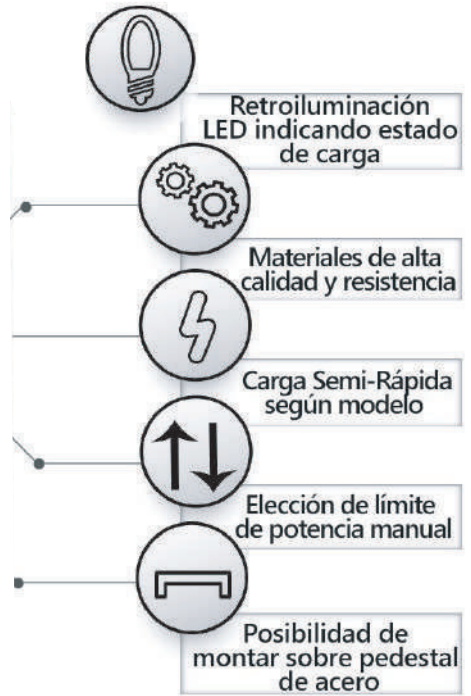 Retroiluminación
LED indicando estado
de carga
Materiales de alta
calidad y resistencia
Carga Semi-Rápida
según modelo
Elección de límite
de potencia manual
Posibilidad de
montar sobre pedestal
de acero